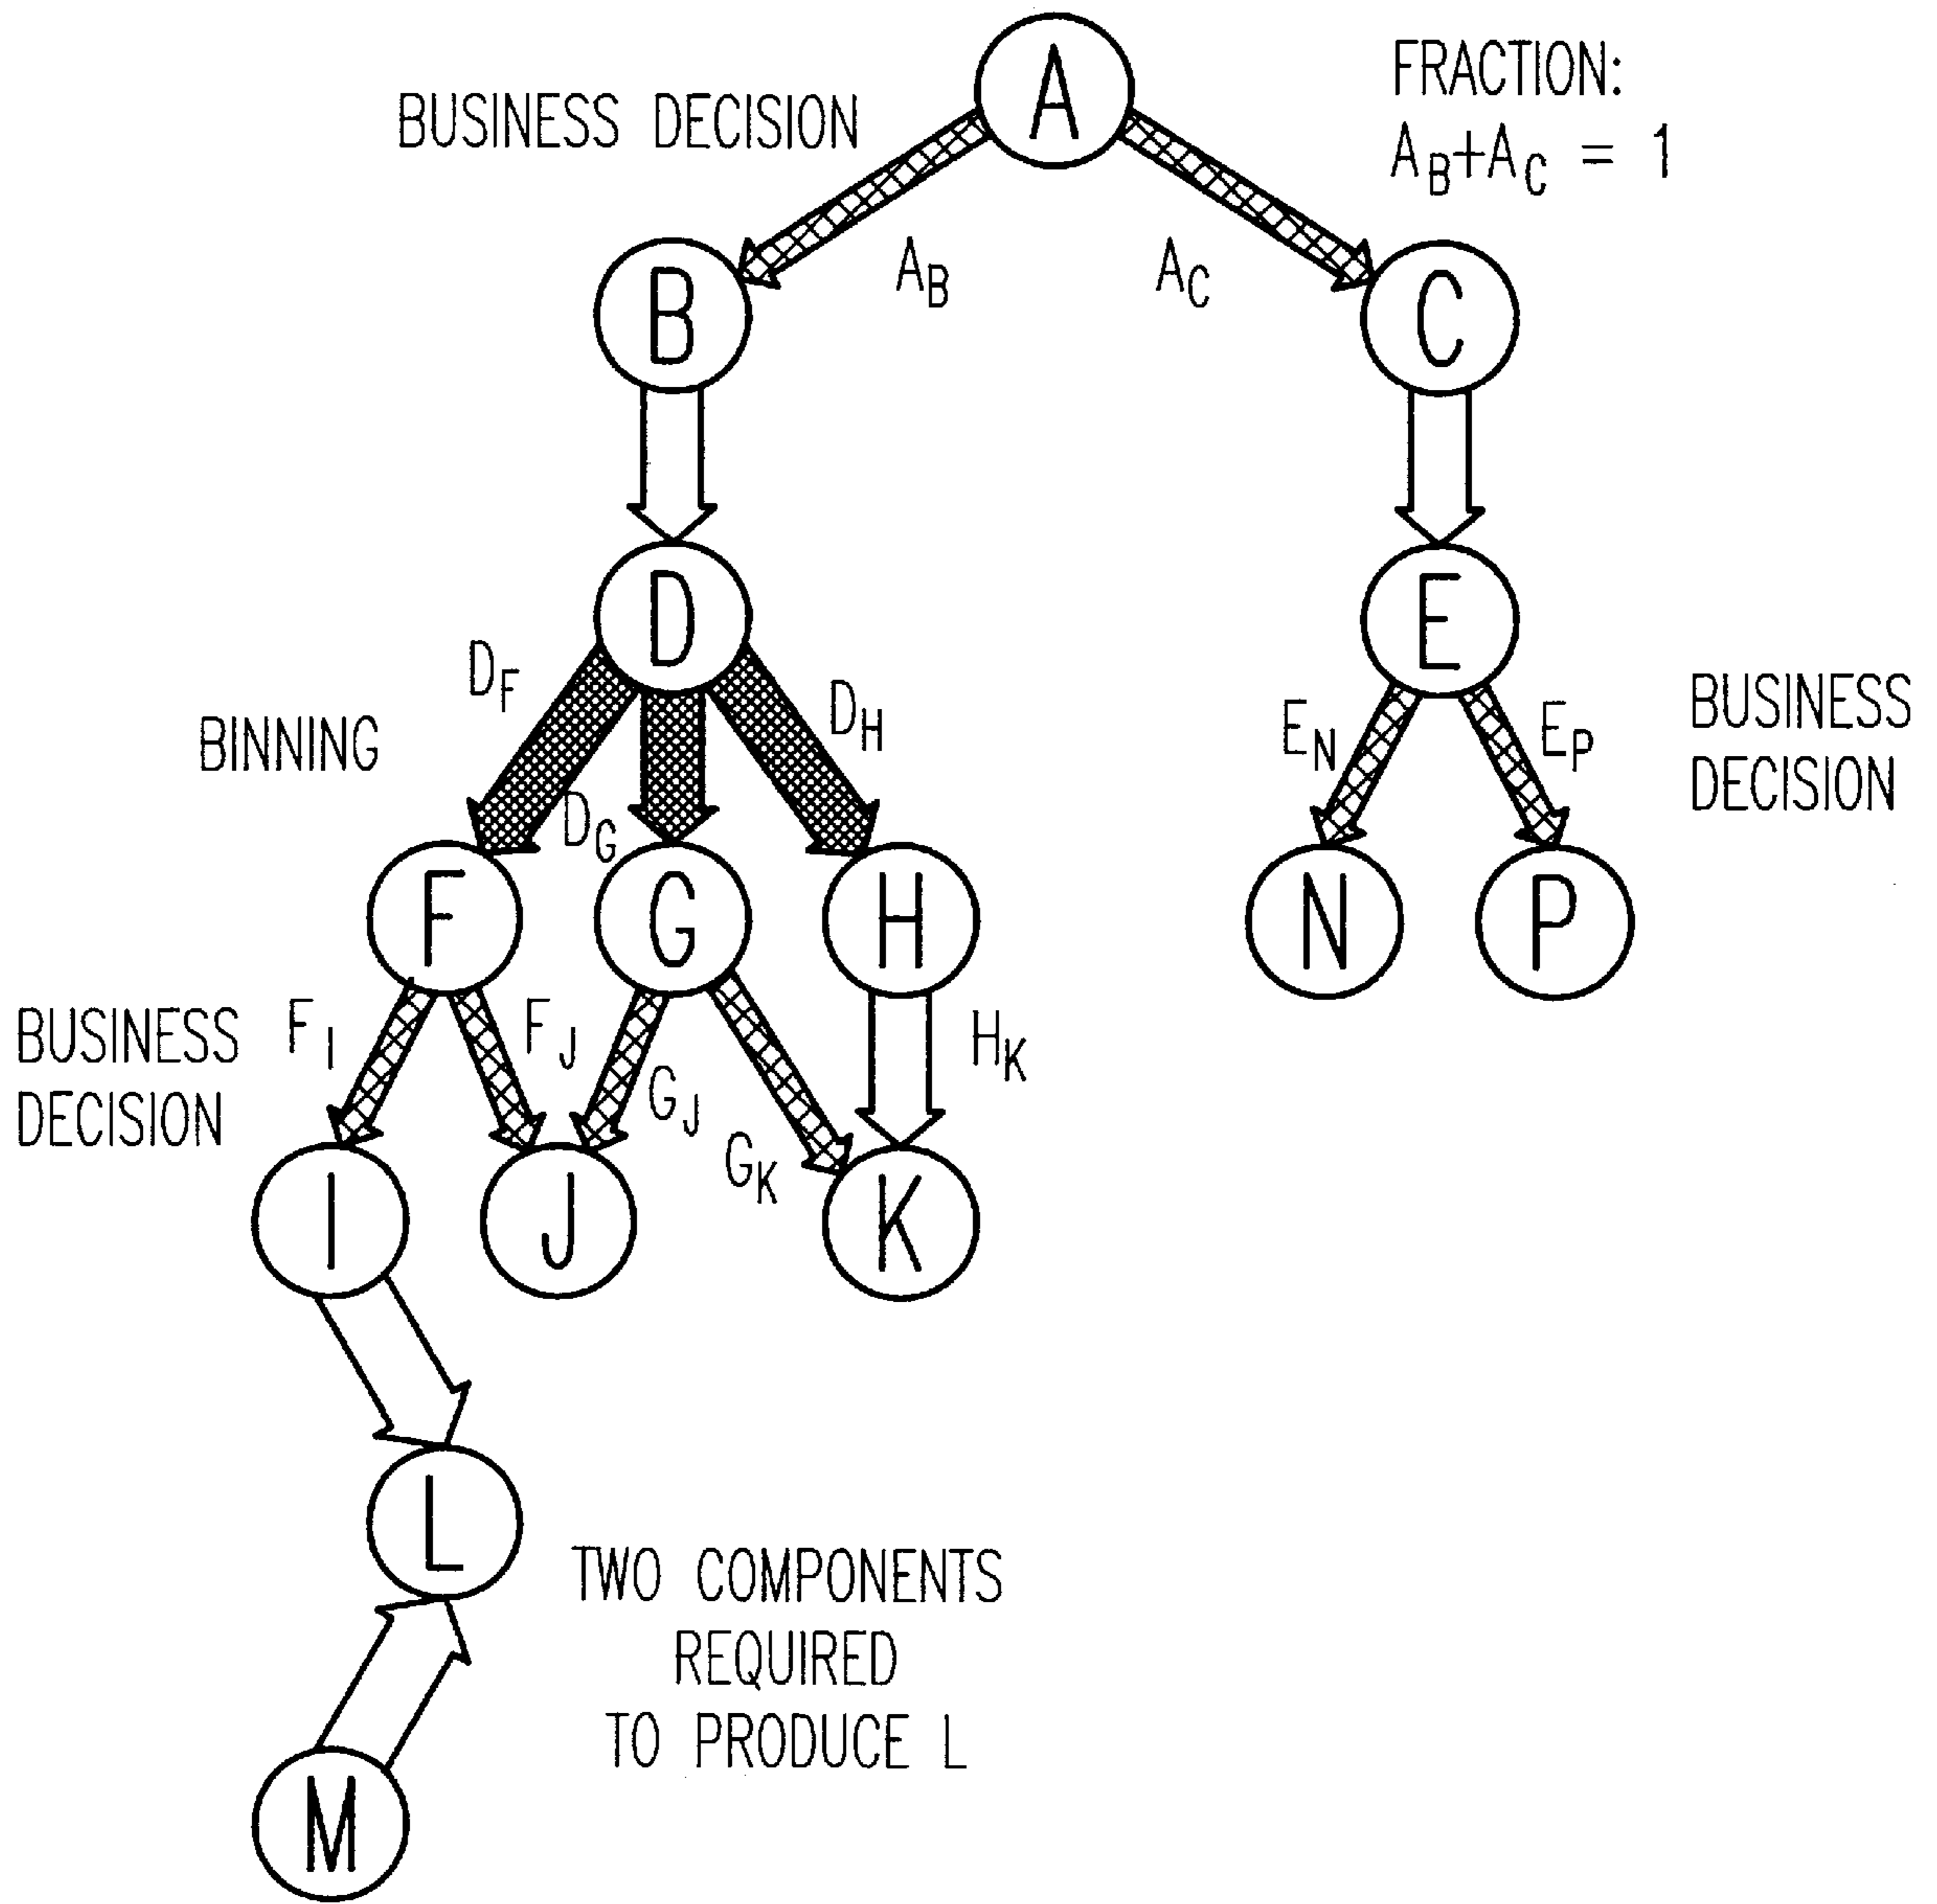 A
FRACTION:
BUSINESS DECISION
A_B+A_C = 1
A_B
A_C
B
C
D
E
D_F
D_H
BINNING
E_N
E_P
BUSINESS
DECISION
D_G
F
G
H
N
P
BUSINESS
DECISION
F_I
F_J
G_J
G_K
H_K
I
J
K
L
TWO COMPONENTS
REQUIRED
TO PRODUCE L
M